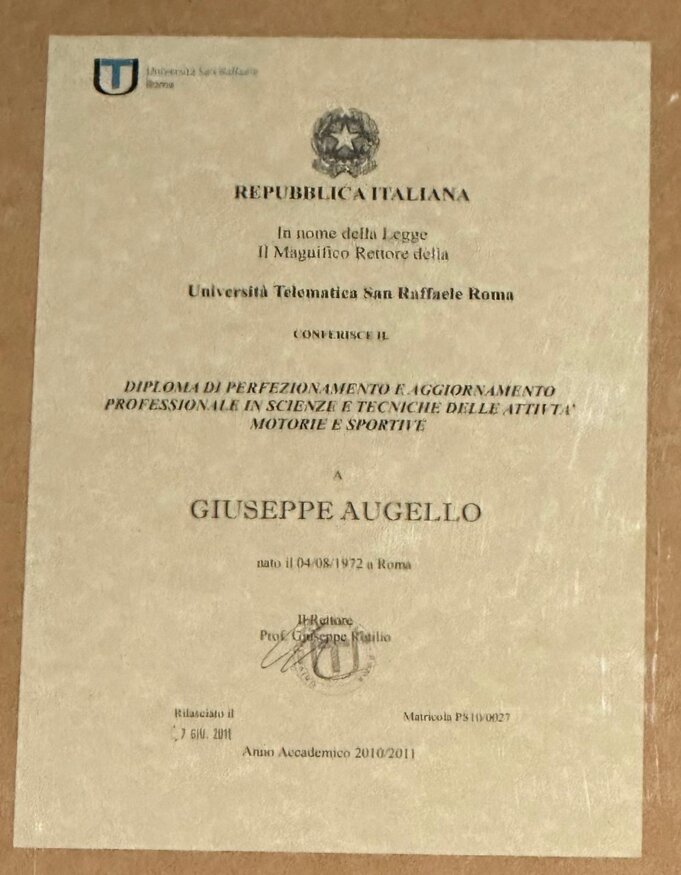 Università San Raffaele
Roma
REPUBBLICA ITALIANA
In nome della Legge
Il Magnifico Rettore della
Università Telematica San Raffaele Roma
CONFERISCE IL
DIPLOMA DI PERFEZIONAMENTO E AGGIORNAMENTO
PROFESSIONALE IN SCIENZE E TECNICHE DELLE ATTIVTA'
MOTORIE E SPORTIVE
A
GIUSEPPE AUGELLO
nato il 04/08/1972 a Roma
Il Rettore
Prof. Giuseppe
Rilasciato il
Matricola PS10/0027
7 GIU. 2011
Anno Accademico 2010/2011